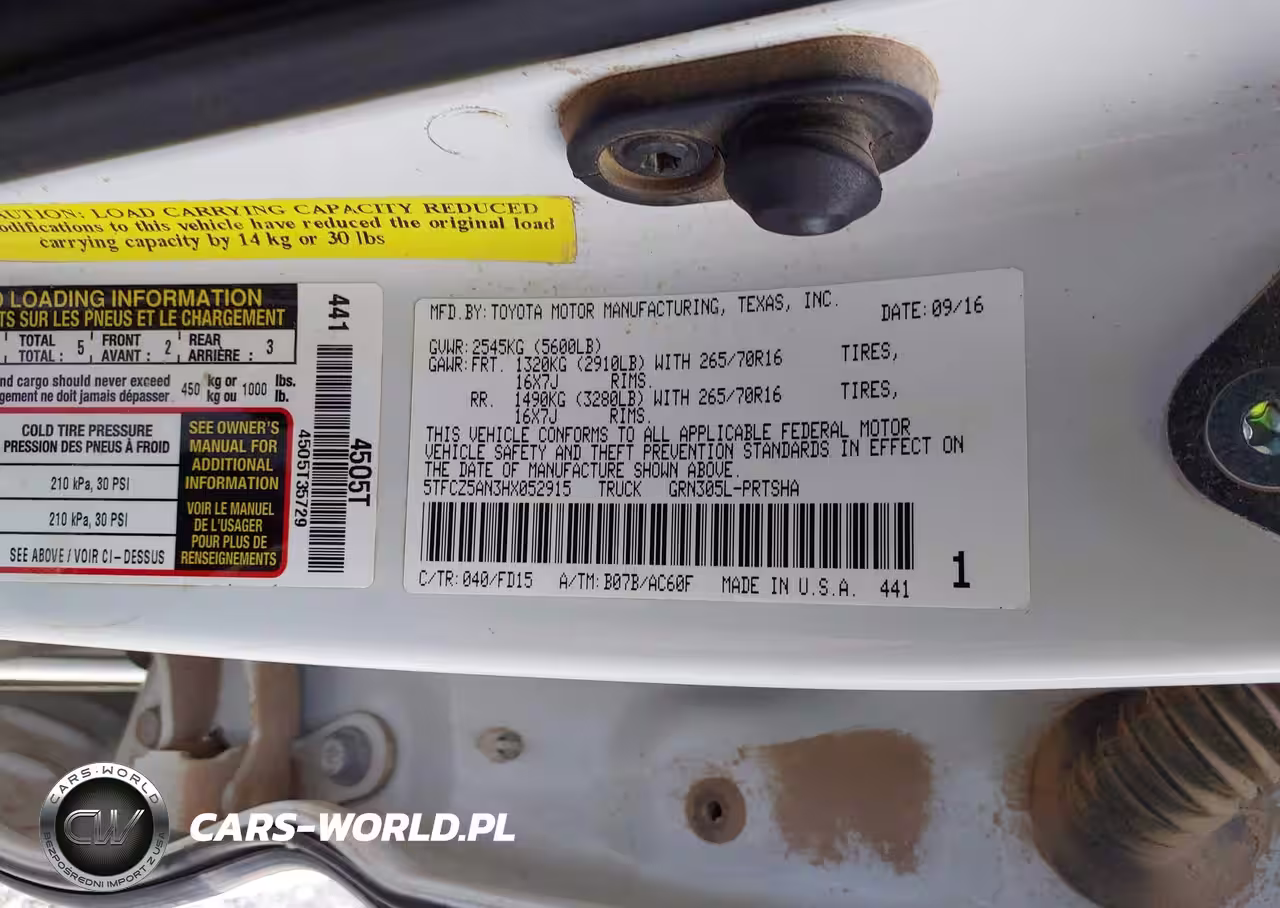 AUTION: LOAD CARRYING CAPACITY REDUCED
odifications to this vehicle have reduced the original load
carrying capacity by 14 kg or 30 lbs
LOADING INFORMATION
TS SUR LES PNEUS ET LE CHARGEMENT
TOTAL
TOTAL : 5
FRONT
AVANT : 2
REAR
ARRIÈRE : 3
nd cargo should never exceed 450 kg or 1000 lbs.
gement ne doit jamais dépasser kg ou lb.
COLD TIRE PRESSURE
PRESSION DES PNEUS À FROID
210 kPa, 30 PSI
210 kPa, 30 PSI
SEE ABOVE / VOIR CI-DESSUS
SEE OWNER'S
MANUAL FOR
ADDITIONAL
INFORMATION
VOIR LE MANUEL
DE L'USAGER
POUR PLUS DE
RENSEIGNEMENTS
441
4505T
4505T35729
MFD.BY: TOYOTA MOTOR MANUFACTURING, TEXAS, INC. DATE: 09/16
GVWR: 2545KG (5600LB)
GAWR: FRT. 1320KG (2910LB) WITH 265/70R16 TIRES,
16X7J RIMS.
RR. 1490KG (3280LB) WITH 265/70R16 TIRES,
16X7J RIMS.
THIS VEHICLE CONFORMS TO ALL APPLICABLE FEDERAL MOTOR
VEHICLE SAFETY AND THEFT PREVENTION STANDARDS IN EFFECT ON
THE DATE OF MANUFACTURE SHOWN ABOVE.
5TFCZ5AN3HX052915 TRUCK GRN305L-PRTSHA
C/TR: 040/FD15 A/TM: B07B/AC60F MADE IN U.S.A. 441
1
CARS-WORLD
CW
BEZPOŚREDNI IMPORT Z USA
CARS-WORLD.PL